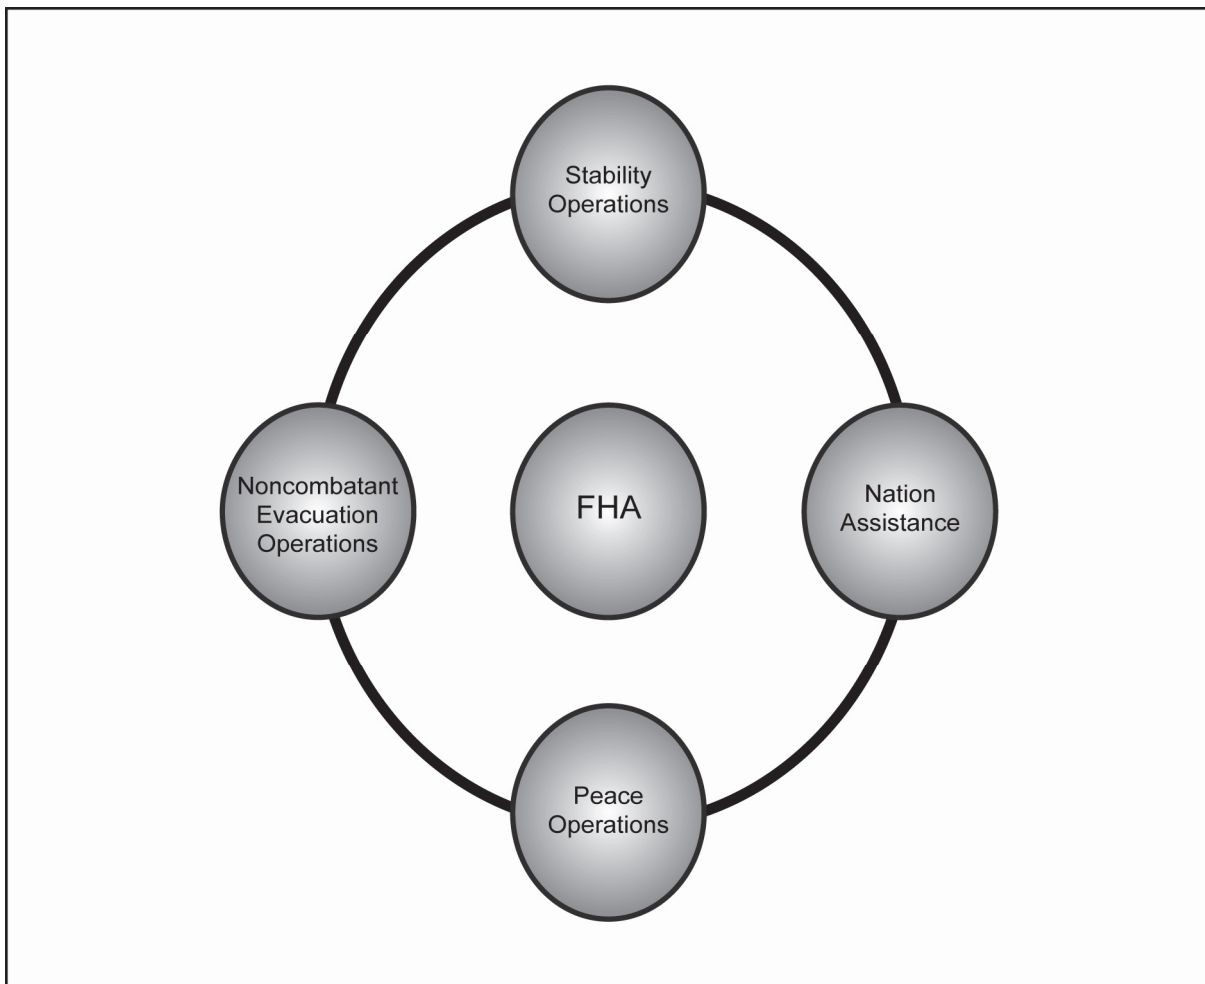 Stability
Operations
Noncombatant
Evacuation
Operations
FHA
Nation
Assistance
Peace
Operations